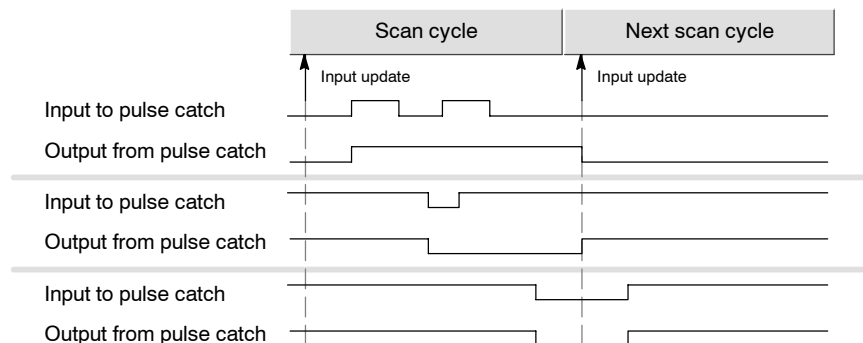 Scan cycle
Next scan cycle
Input update
Input update
Input to pulse catch
Output from pulse catch
Input to pulse catch
Output from pulse catch
Input to pulse catch
Output from pulse catch